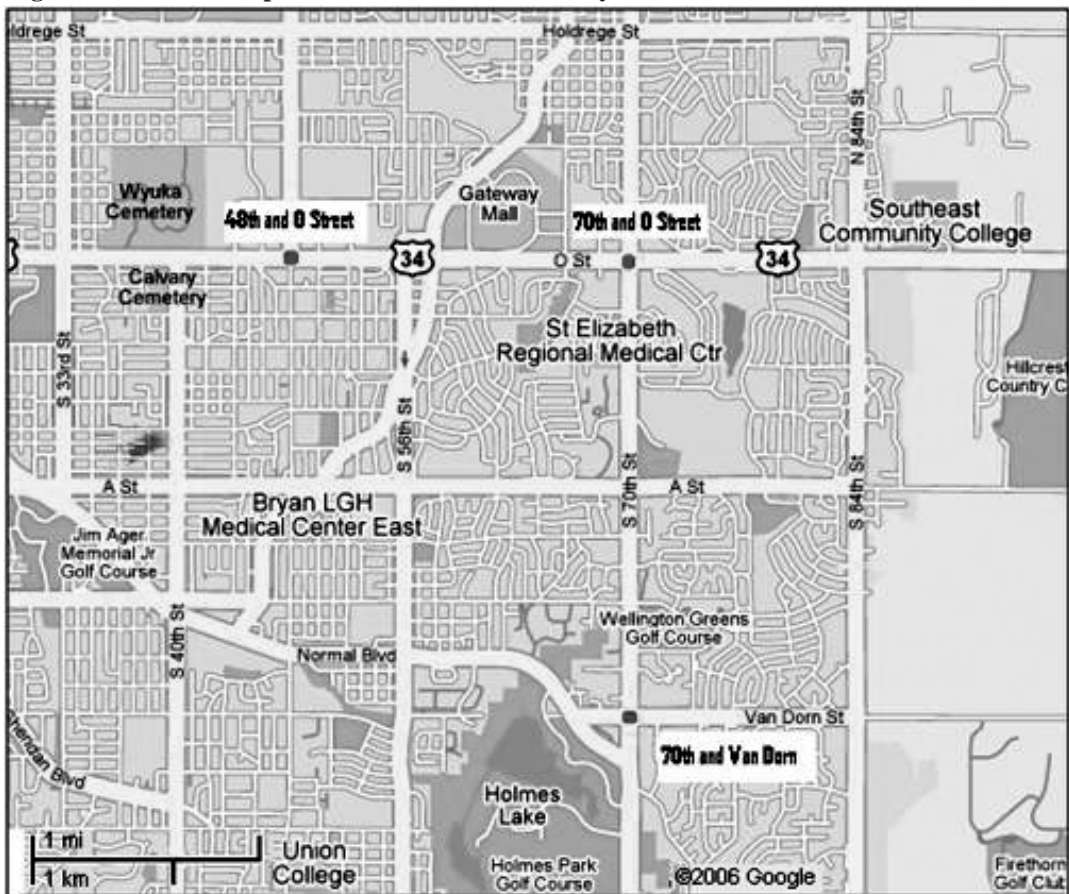 Holdrege St
N 84th St
Wyuka
Cemetery
Gateway
Mall
48th and O Street
70th and O Street
Southeast
Community College
34
O St
34
Calvary
Cemetery
St Elizabeth
Regional Medical Ctr
S 33rd St
Hillcrest
Country C
S 56th St
S 70th St
S 84th St
A St
A St
Bryan LGH
Medical Center East
Jim Ager
Memorial Jr
Golf Course
S 40th St
Wellington Greens
Golf Course
Normal Blvd
Van Dorn St
70th and Van Dorn
Sheridan Blvd
Holmes
Lake
1 mi
1 km
Union
College
Holmes Park
Golf Course
©2006 Google
Firethorn
Golf Club